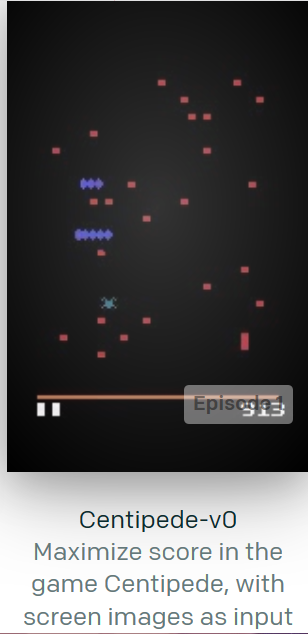 Episode 1
913
Centipede-v0
Maximize score in the
game Centipede, with
screen images as input